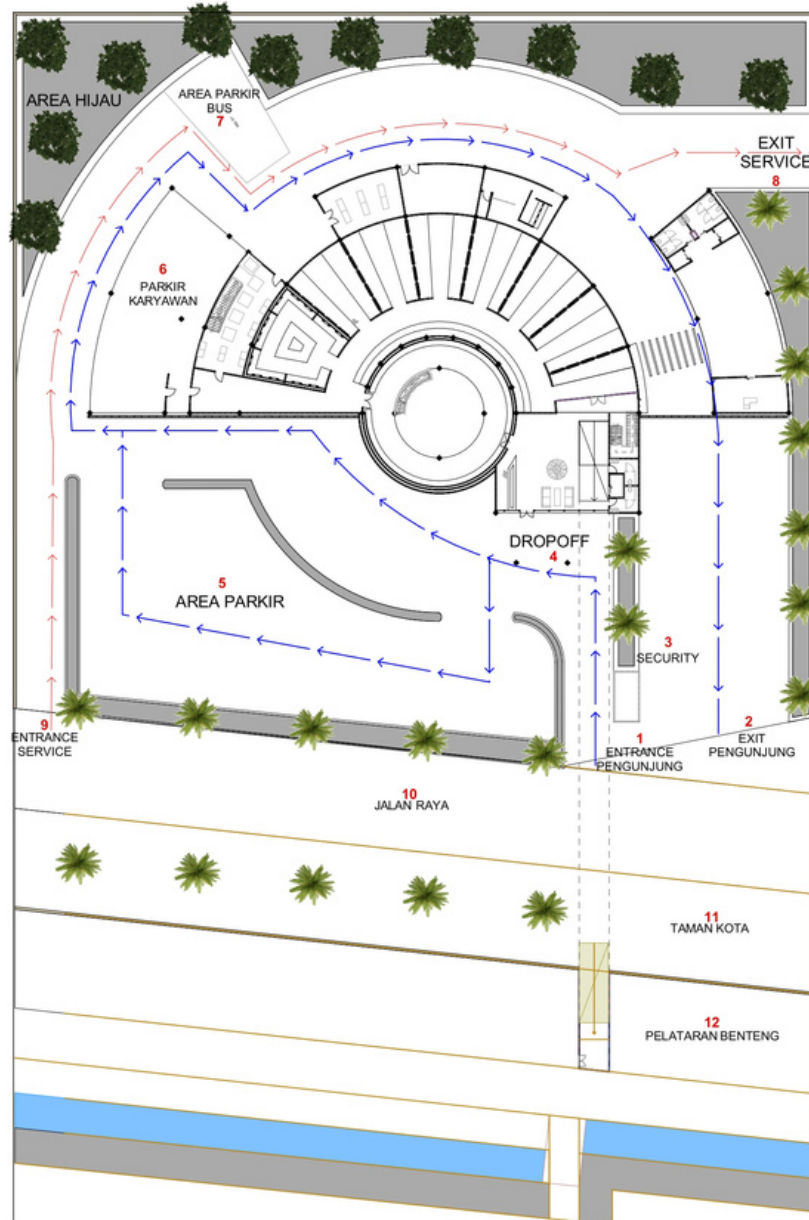 AREA HIJAU
AREA PARKIR
BUS
7
EXIT
SERVICE
8
6
PARKIR
KARYAWAN
DROPOFF
4
5
AREA PARKIR
3
SECURITY
9
ENTRANCE
SERVICE
1
ENTRANCE
PENGUNJUNG
2
EXIT
PENGUNJUNG
10
JALAN RAYA
11
TAMAN KOTA
12
PELATARAN BENTENG